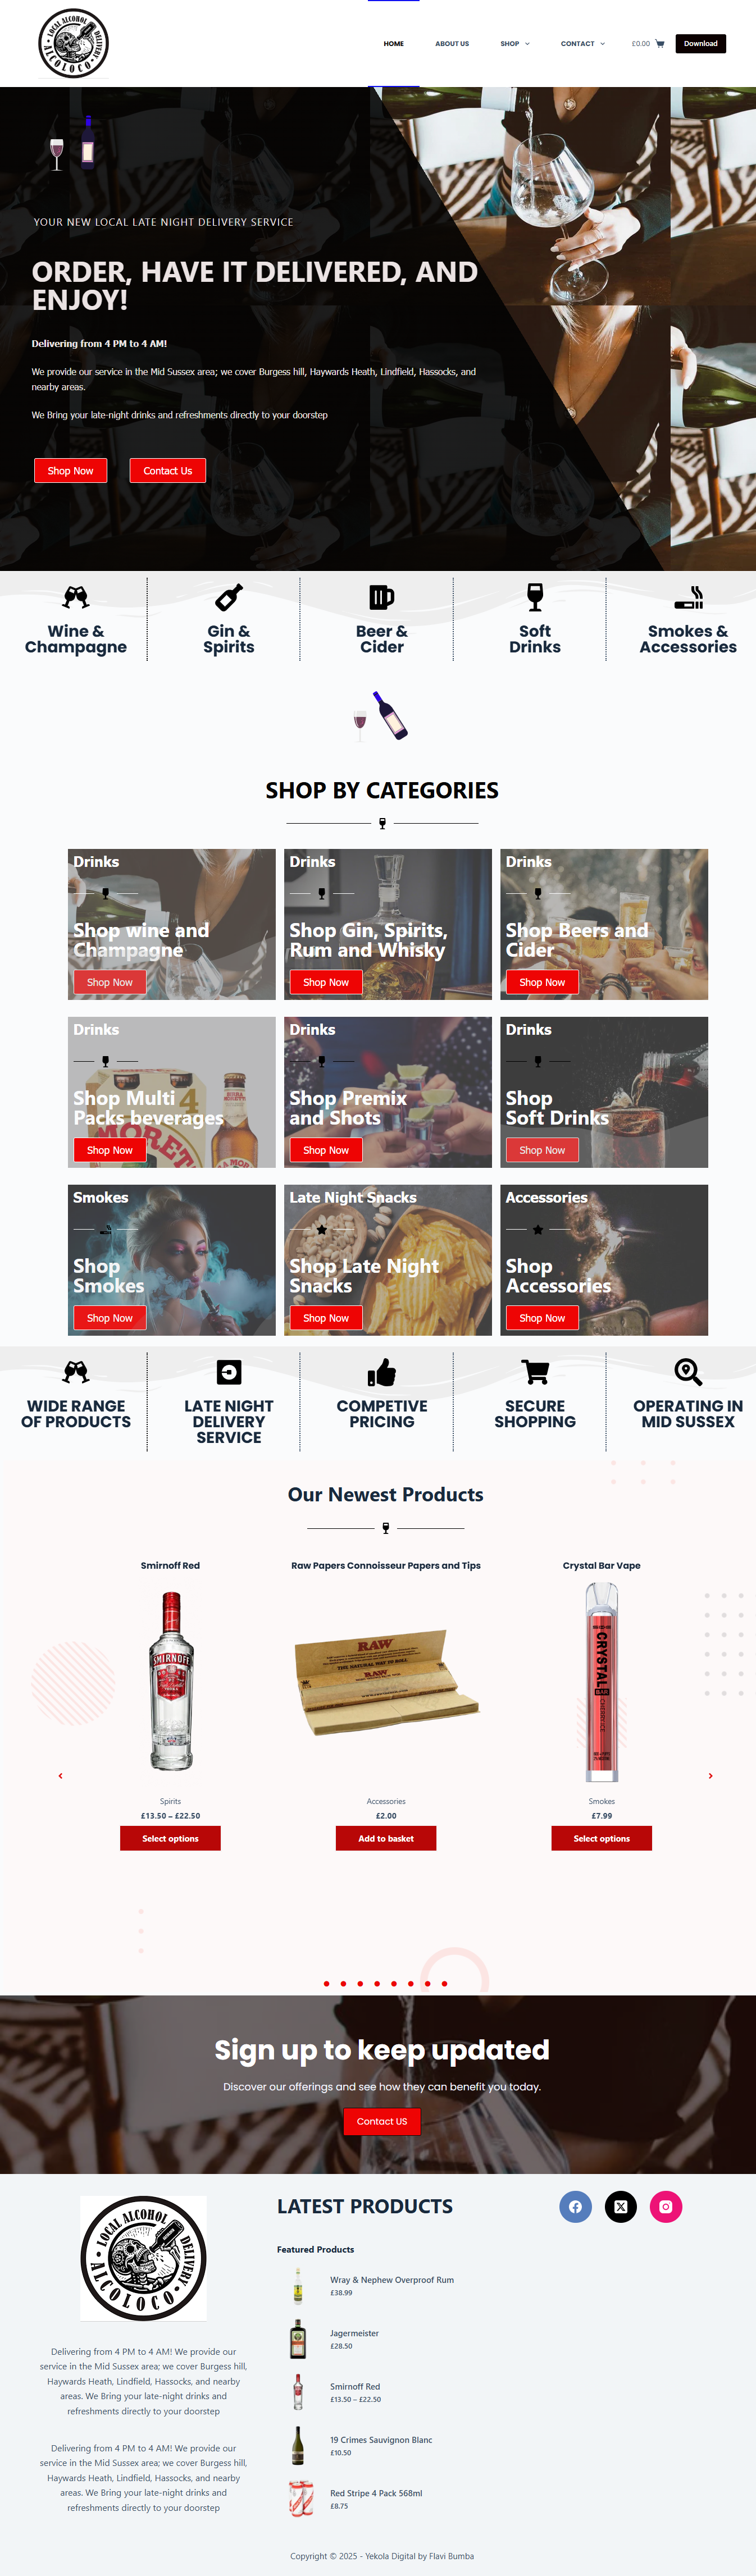 LOCAL ALCOHOL DELIVERY
ALCOLOCO
HOME
ABOUT US
SHOP
CONTACT
£0.00
Download
YOUR NEW LOCAL LATE NIGHT DELIVERY SERVICE
ORDER, HAVE IT DELIVERED, AND
ENJOY!
Delivering from 4 PM to 4 AM!
We provide our service in the Mid Sussex area; we cover Burgess hill, Haywards Heath, Lindfield, Hassocks, and
nearby areas.
We Bring your late-night drinks and refreshments directly to your doorstep
Shop Now
Contact Us
Wine &
Champagne
Gin &
Spirits
Beer &
Cider
Soft
Drinks
Smokes &
Accessories
SHOP BY CATEGORIES
Drinks
Shop wine and
Champagne
Shop Now
Drinks
Shop Gin, Spirits,
Rum and Whisky
Shop Now
Drinks
Shop Beers and
Cider
Shop Now
Drinks
Shop Multi
Packs beverages
Shop Now
Drinks
Shop Premix
and Shots
Shop Now
Drinks
Shop
Soft Drinks
Shop Now
Smokes
Shop
Smokes
Shop Now
Late Night Snacks
Shop Late Night
Snacks
Shop Now
Accessories
Shop
Accessories
Shop Now
WIDE RANGE
OF PRODUCTS
LATE NIGHT
DELIVERY
SERVICE
COMPETIVE
PRICING
SECURE
SHOPPING
OPERATING IN
MID SUSSEX
Our Newest Products
Smirnoff Red
SMIRNOFF
Spirits
£13.50 – £22.50
Select options
Raw Papers Connoisseur Papers and Tips
RAW
THE NATURAL WAY TO ROLL
RAW
Accessories
£2.00
Add to basket
Crystal Bar Vape
CRYSTAL
BAR
CHERRY ICE
Smokes
£7.99
Select options
Sign up to keep updated
Discover our offerings and see how they can benefit you today.
Contact US
LOCAL ALCOHOL DELIVERY
ALCOLOCO
Delivering from 4 PM to 4 AM! We provide our
service in the Mid Sussex area; we cover Burgess hill,
Haywards Heath, Lindfield, Hassocks, and nearby
areas. We Bring your late-night drinks and
refreshments directly to your doorstep
Delivering from 4 PM to 4 AM! We provide our
service in the Mid Sussex area; we cover Burgess hill,
Haywards Heath, Lindfield, Hassocks, and nearby
areas. We Bring your late-night drinks and
refreshments directly to your doorstep
LATEST PRODUCTS
Featured Products
Wray & Nephew Overproof Rum
£38.99
Jagermeister
£28.50
Smirnoff Red
£13.50 – £22.50
19 Crimes Sauvignon Blanc
£10.50
Red Stripe 4 Pack 568ml
£8.75
Copyright © 2025 - Yekola Digital by Flavi Bumba